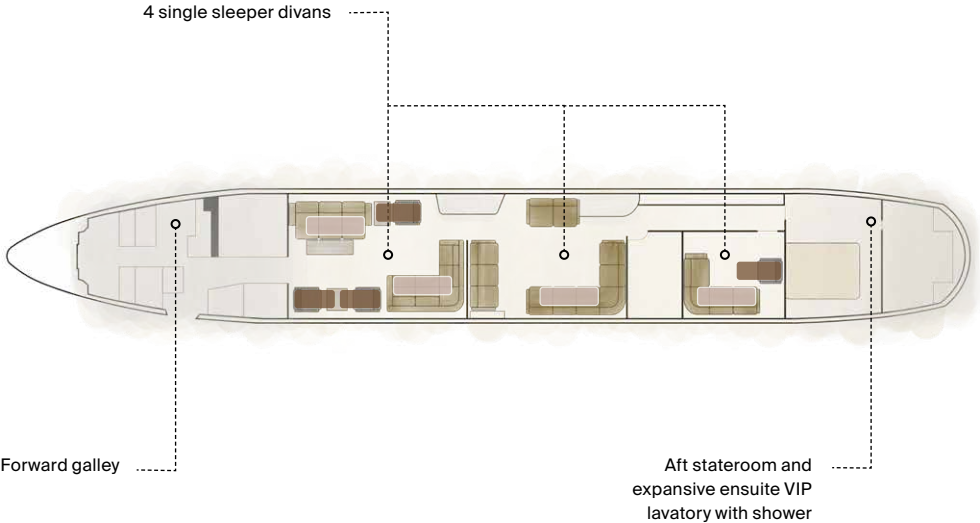 4 single sleeper divans
Forward galley
Aft stateroom and
expansive ensuite VIP
lavatory with shower